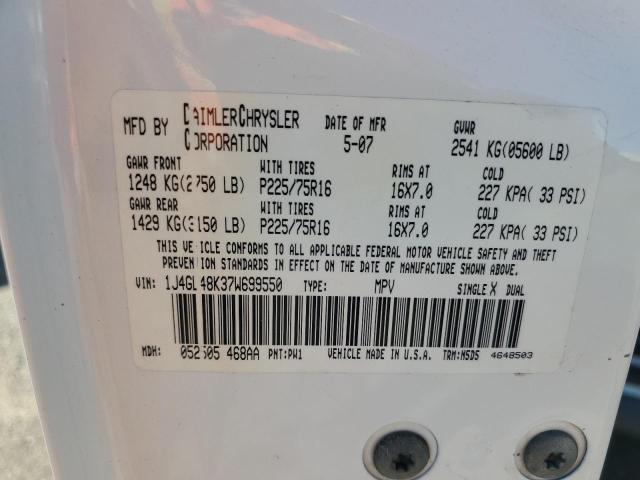 MFD BY DAIMLERCHRYSLER CORPORATION DATE OF MFR 5-07 GVWR 2541 KG(05600 LB)
GAWR FRONT WITH TIRES RIMS AT COLD
1248 KG(2750 LB) P225/75R16 16X7.0 227 KPA( 33 PSI)
GAWR REAR WITH TIRES RIMS AT COLD
1429 KG(3150 LB) P225/75R16 16X7.0 227 KPA( 33 PSI)
THIS VEHICLE CONFORMS TO ALL APPLICABLE FEDERAL MOTOR VEHICLE SAFETY AND THEFT
PREVENTION STANDARDS IN EFFECT ON THE DATE OF MANUFACTURE SHOWN ABOVE.
VIN: 1J4GL48K37W699550 TYPE: MPV SINGLE X DUAL
MDH: 052505 468AA PNT:PW1 VEHICLE MADE IN U.S.A. TRM:M5D5 4648503